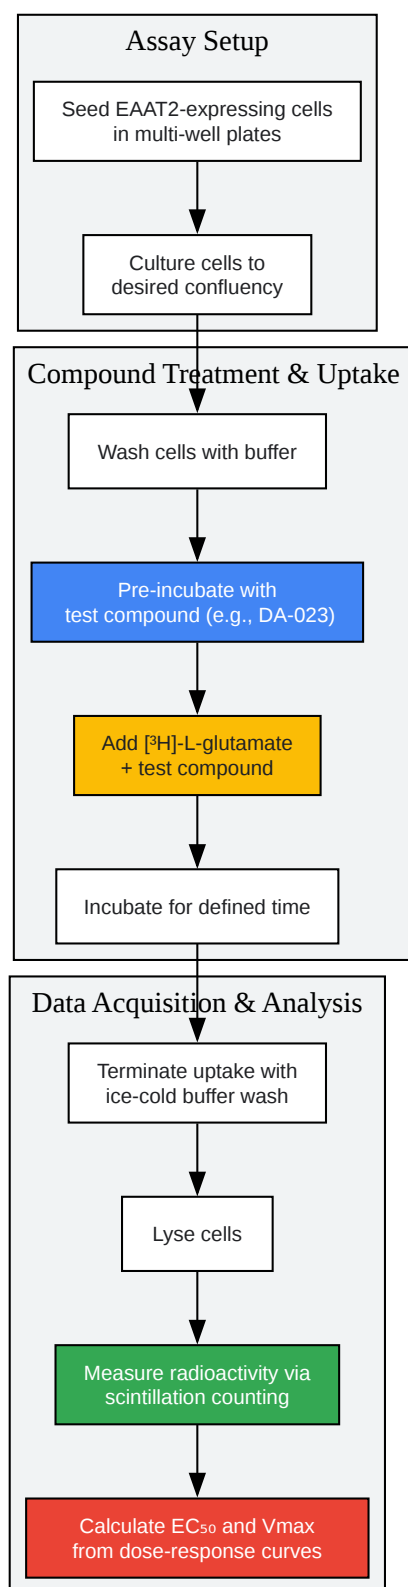 Assay Setup
Seed EAAT2-expressing cells
in multi-well plates
Culture cells to
desired confluency
Compound Treatment & Uptake
Wash cells with buffer
Pre-incubate with
test compound (e.g., DA-023)
Add [³H]-L-glutamate
+ test compound
Incubate for defined time
Data Acquisition & Analysis
Terminate uptake with
ice-cold buffer wash
Lyse cells
Measure radioactivity via
scintillation counting
Calculate EC₅₀ and Vmax
from dose-response curves